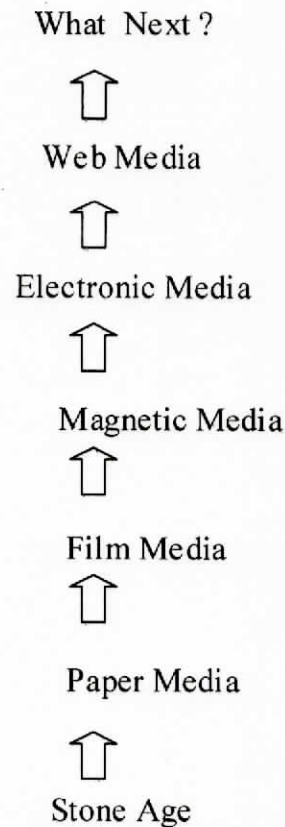 What Next ?
Web Media
Electronic Media
Magnetic Media
Film Media
Paper Media
Stone Age